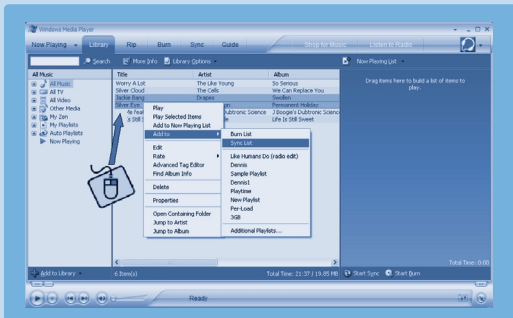 Windows Media Player
Now Playing Library Rip Burn Sync Guide Shop for Music Listen to Radio
Search More Info Library Options Now Playing List
All Music
All Music
All TV
All Video
Other Media
My Zen
My Playlists
Auto Playlists
Now Playing
Title Artist Album
Worry A Lot The Like Young So Serious
Silver Cloud The Cells We Can Replace You
Jackie Bang Drapes Swollen
Silver Eye Permanent Holiday
Dubtronic Science J Boogie's Dubtronic Scienc
Life Is Still Sweet
Play
Play Selected Items
Add to Now Playing List
Add to
Edit
Rate
Advanced Tag Editor
Find Album Info
Delete
Properties
Open Containing Folder
Jump to Artist
Jump to Album
Burn List
Sync List
Like Humans Do (radio edit)
Dennis
Sample Playlist
Dennis1
Playtime
New Playlist
Per-Load
3GB
Additional Playlists...
Drag items here to build a list of items to
play.
Total Time: 0:00
Add to Library 6 Item(s) Total Time: 21:37 / 19.85 MB Start Sync Start Burn
Ready